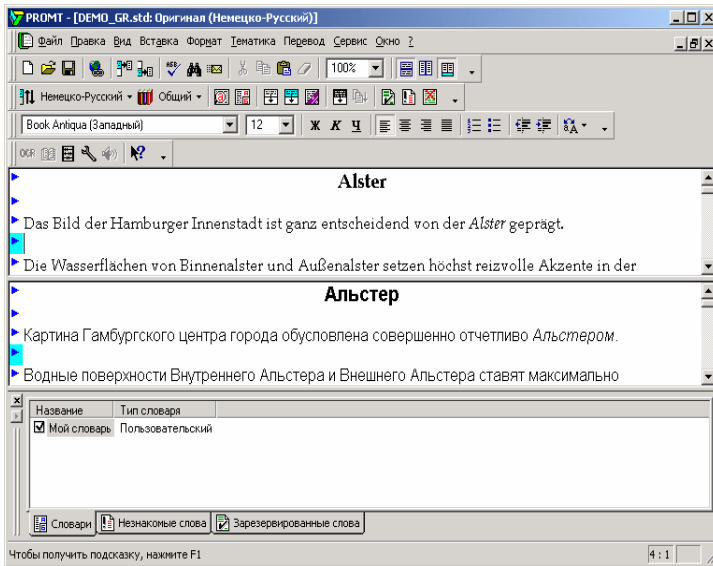 PROMT - [DEMO_GR.std: Оригинал (Немецко-Русский)]
Файл Правка Вид Вставка Формат Тематика Перевод Сервис Окно ?
100%
Немецко-Русский Общий
Book Antiqua (Западный) 12 Ж К Ч
OCR
Alster
Das Bild der Hamburger Innenstadt ist ganz entscheidend von der Alster geprägt.
Die Wasserflächen von Binnenalster und Außenalster setzen höchst reizvolle Akzente in der
Альстер
Картина Гамбургского центра города обусловлена совершенно отчетливо Альстером.
Водные поверхности Внутреннего Альстера и Внешнего Альстера ставят максимально
Название Тип словаря
Мой словарь Пользовательский
Словари Незнакомые слова Зарезервированные слова
Чтобы получить подсказку, нажмите F1 4 : 1